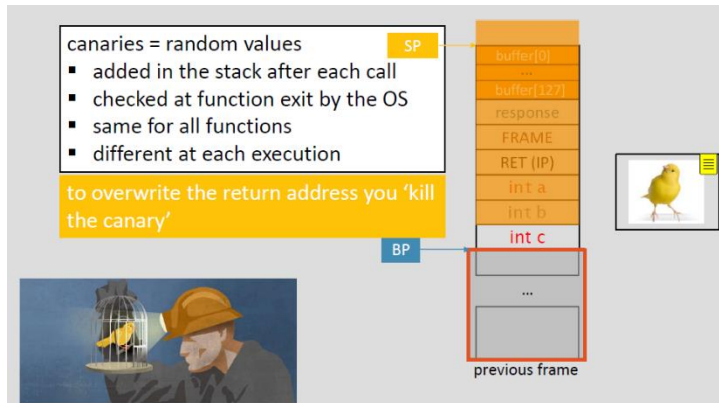 canaries = random values
▪ added in the stack after each call
▪ checked at function exit by the OS
▪ same for all functions
▪ different at each execution
to overwrite the return address you ‘kill
the canary’
SP
buffer[0]
...
buffer[127]
response
FRAME
RET (IP)
int a
int b
int c
BP
...
previous frame